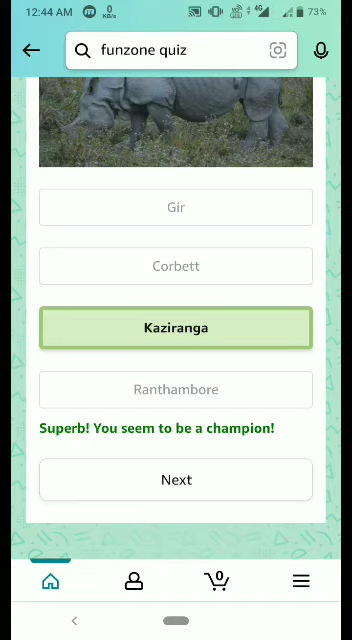 12:44 AM 0 KB/s 4G 73%
funzone quiz
Gir
Corbett
Kaziranga
Ranthambore
Superb! You seem to be a champion!
Next
0